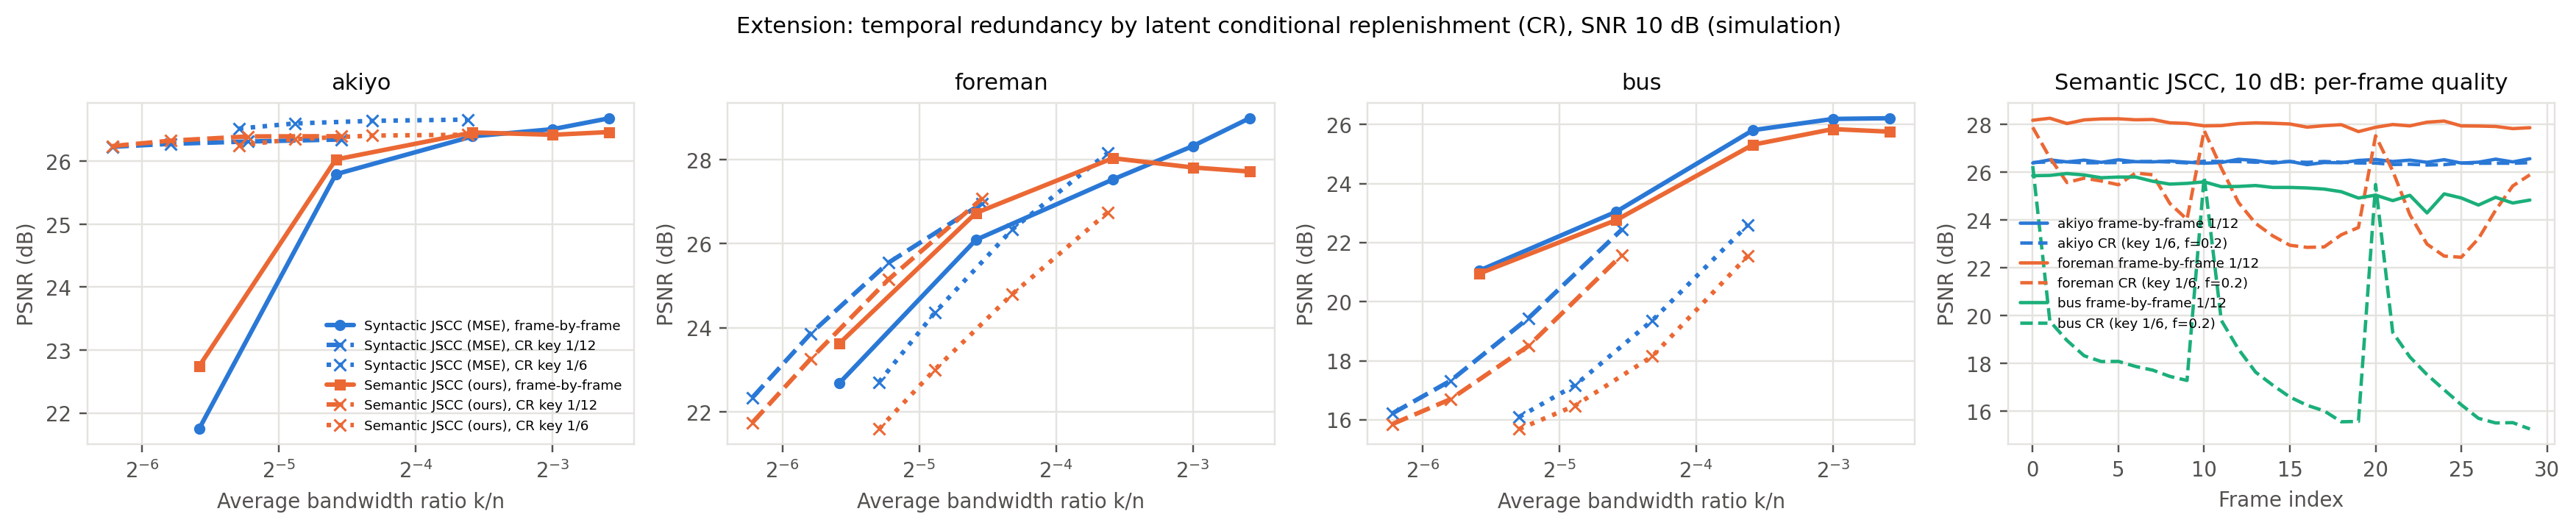 Extension: temporal redundancy by latent conditional replenishment (CR), SNR 10 dB (simulation)
akiyo
PSNR (dB)
26
25
24
23
22
Syntactic JSCC (MSE), frame-by-frame
Syntactic JSCC (MSE), CR key 1/12
Syntactic JSCC (MSE), CR key 1/6
Semantic JSCC (ours), frame-by-frame
Semantic JSCC (ours), CR key 1/12
Semantic JSCC (ours), CR key 1/6
2⁻⁶ 2⁻⁵ 2⁻⁴ 2⁻³
Average bandwidth ratio k/n
foreman
PSNR (dB)
28
26
24
22
2⁻⁶ 2⁻⁵ 2⁻⁴ 2⁻³
Average bandwidth ratio k/n
bus
PSNR (dB)
26
24
22
20
18
16
2⁻⁶ 2⁻⁵ 2⁻⁴ 2⁻³
Average bandwidth ratio k/n
Semantic JSCC, 10 dB: per-frame quality
PSNR (dB)
28
26
24
22
20
18
16
akiyo frame-by-frame 1/12
akiyo CR (key 1/6, f=0.2)
foreman frame-by-frame 1/12
foreman CR (key 1/6, f=0.2)
bus frame-by-frame 1/12
bus CR (key 1/6, f=0.2)
0 5 10 15 20 25 30
Frame index